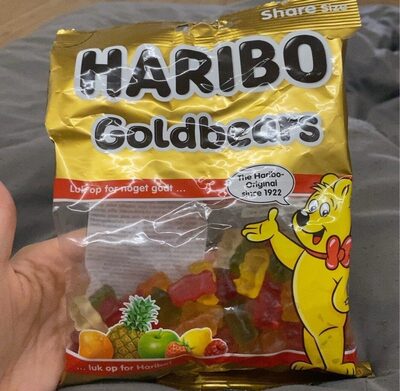 Share Size
HARIBO
Goldbears
Luk op for noget godt ...
The Haribo-
Original
since 1922
... luk op for Haribo!